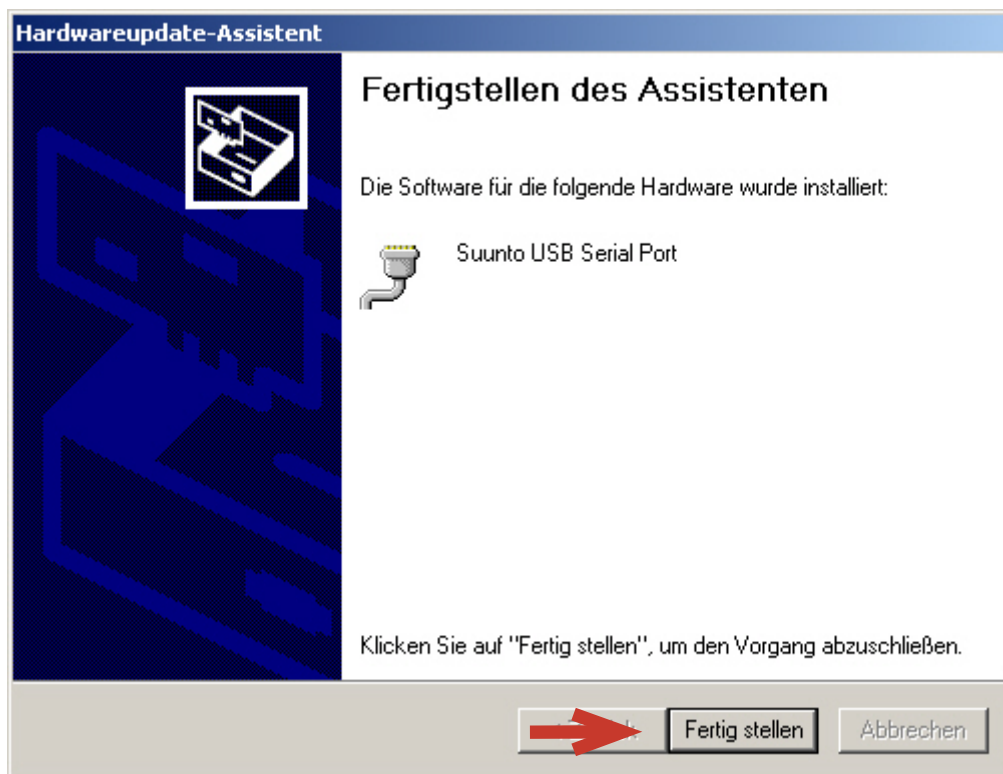 Hardwareupdate-Assistent
Fertigstellen des Assistenten
Die Software für die folgende Hardware wurde installiert:
Suunto USB Serial Port
Klicken Sie auf "Fertig stellen", um den Vorgang abzuschließen.
Fertig stellen Abbrechen